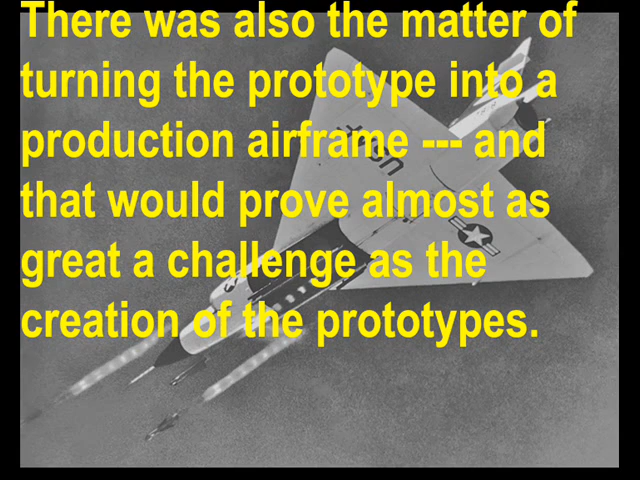 There was also the matter of
turning the prototype into a
production airframe --- and
that would prove almost as
great a challenge as the
creation of the prototypes.